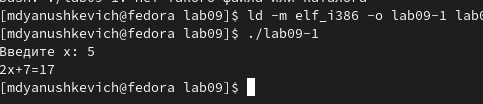 [mdyanushkevich@fedora lab09]$ ld -m elf_i386 -o lab09-1 lab0
[mdyanushkevich@fedora lab09]$ ./lab09-1
Введите x: 5
2x+7=17
[mdyanushkevich@fedora lab09]$